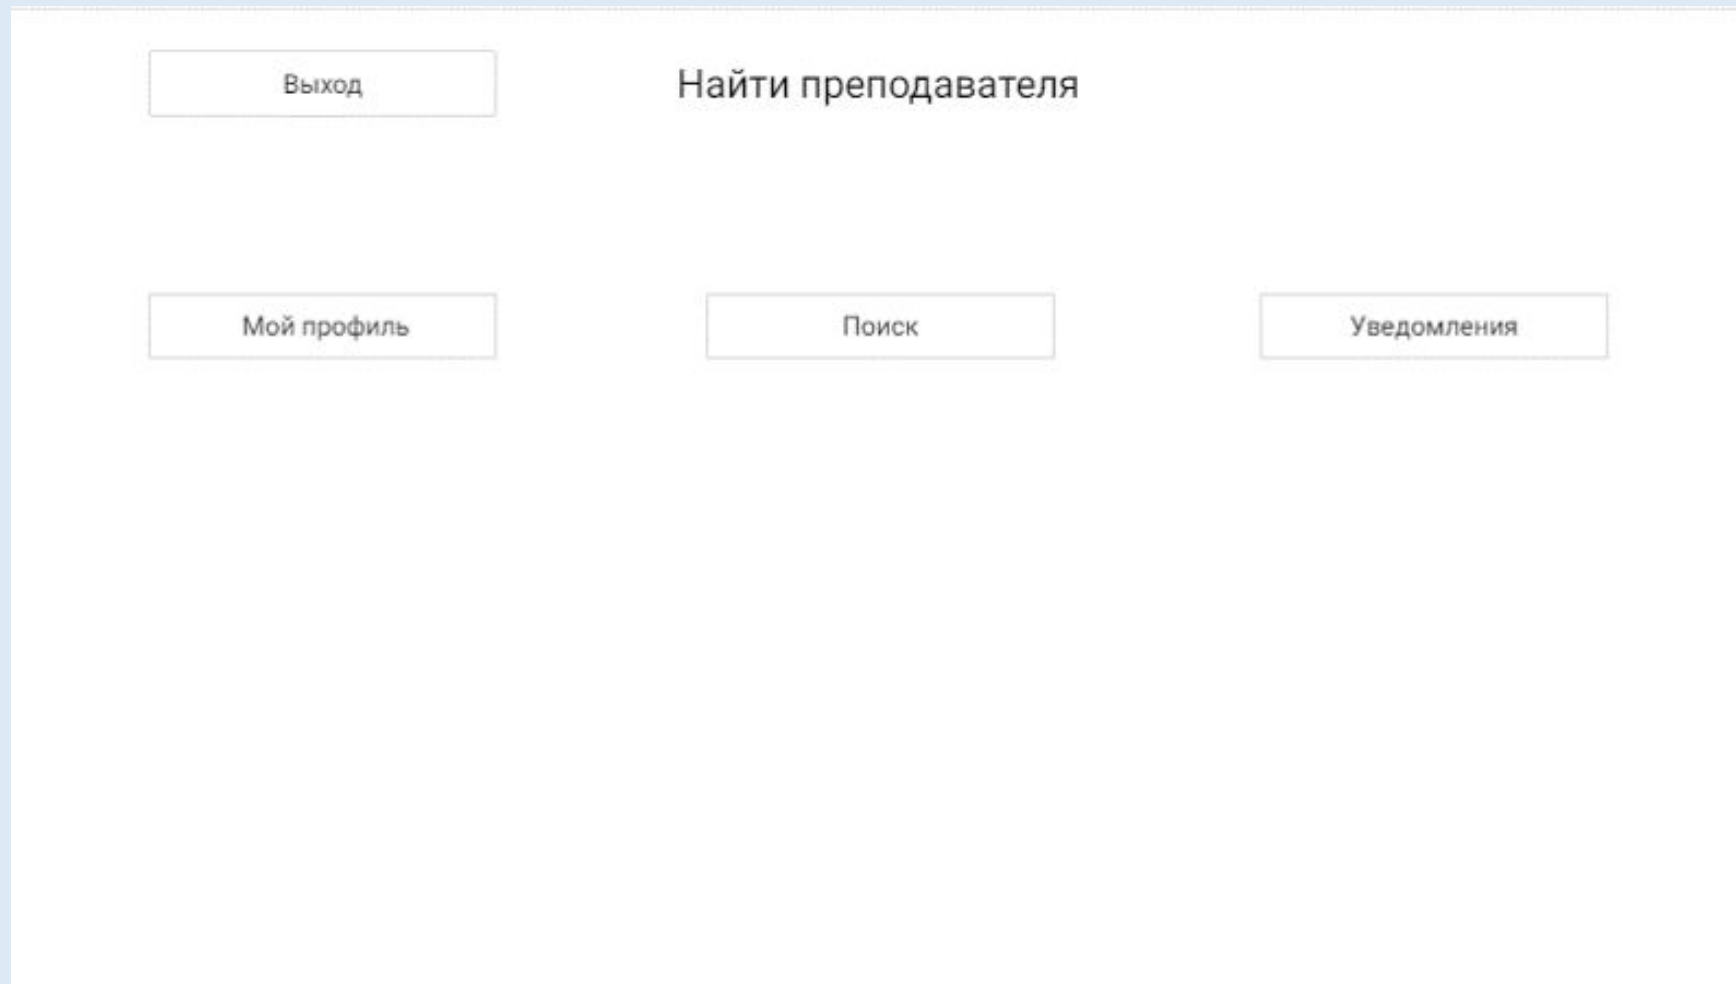 Выход
Найти преподавателя
Мой профиль
Поиск
Уведомления